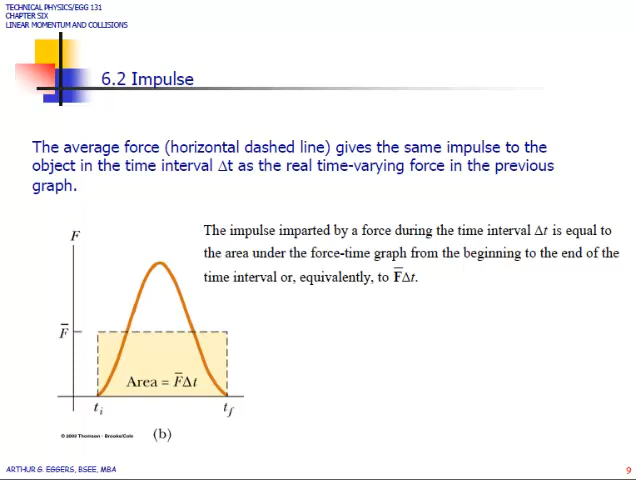 TECHNICAL PHYSICS/EGG 131
CHAPTER SIX
LINEAR MOMENTUM AND COLLISIONS
6.2 Impulse
The average force (horizontal dashed line) gives the same impulse to the
object in the time interval Δt as the real time-varying force in the previous
graph.
The impulse imparted by a force during the time interval Δt is equal to
the area under the force-time graph from the beginning to the end of the
time interval or, equivalently, to F̅Δt.
F
F̅
Area = F̅Δt
tᵢ
t_f
© 2003 Thomson - Brooks/Cole
(b)
ARTHUR G. EGGERS, BSEE, MBA
9